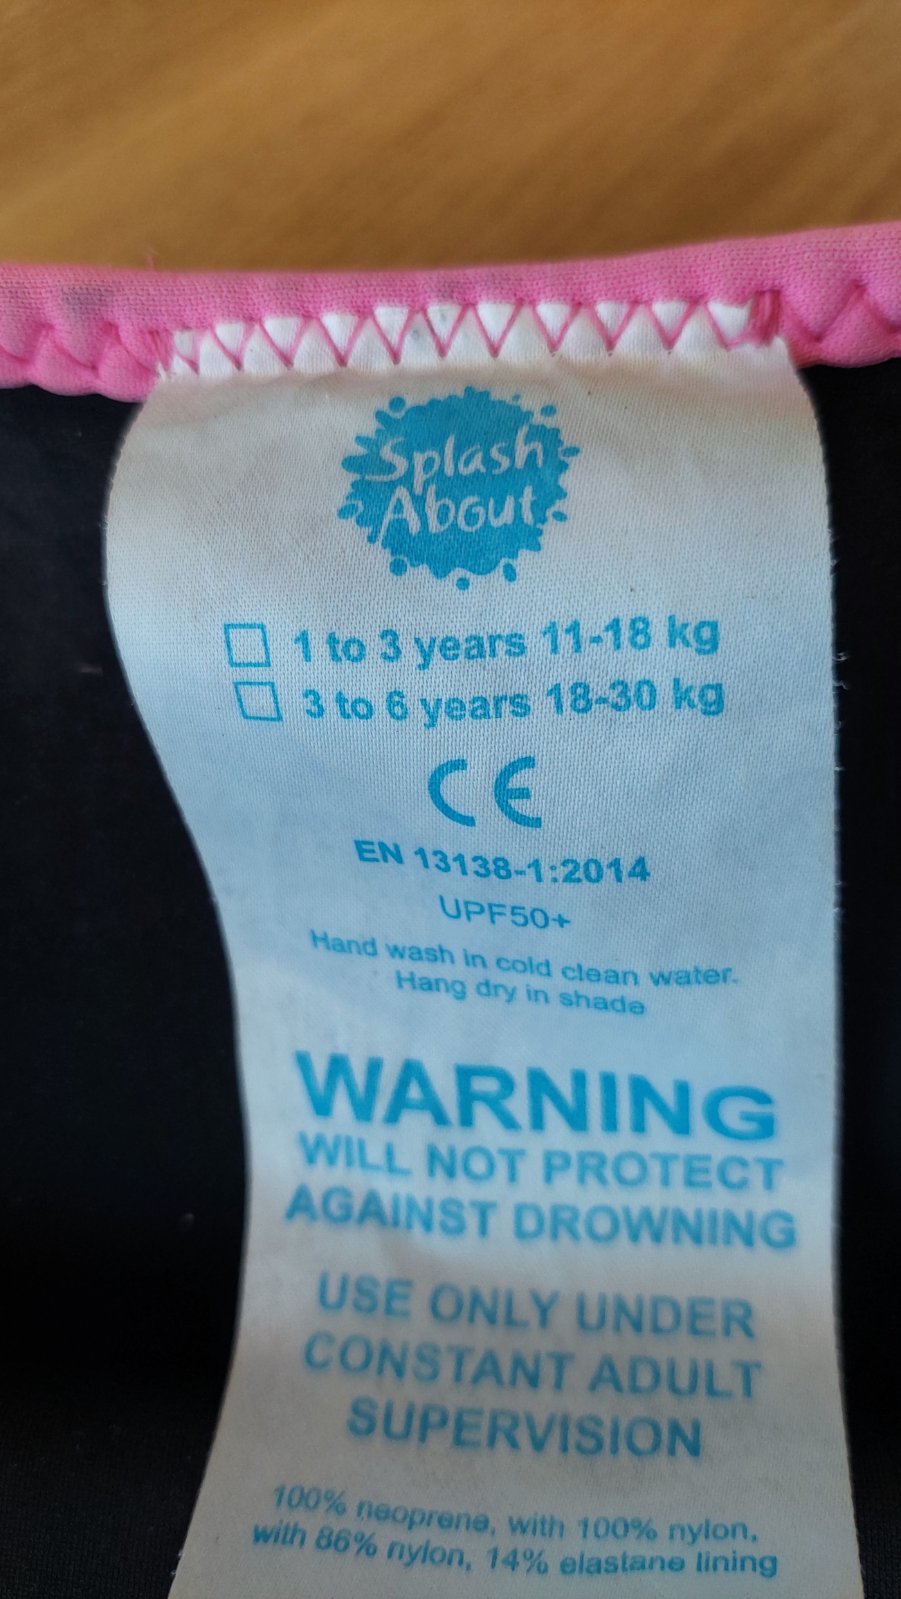 Splash
About
1 to 3 years 11-18 kg
3 to 6 years 18-30 kg
CE
EN 13138-1:2014
UPF50+
Hand wash in cold clean water.
Hang dry in shade
WARNING
WILL NOT PROTECT
AGAINST DROWNING
USE ONLY UNDER
CONSTANT ADULT
SUPERVISION
100% neoprene, with 100% nylon,
with 86% nylon, 14% elastane lining